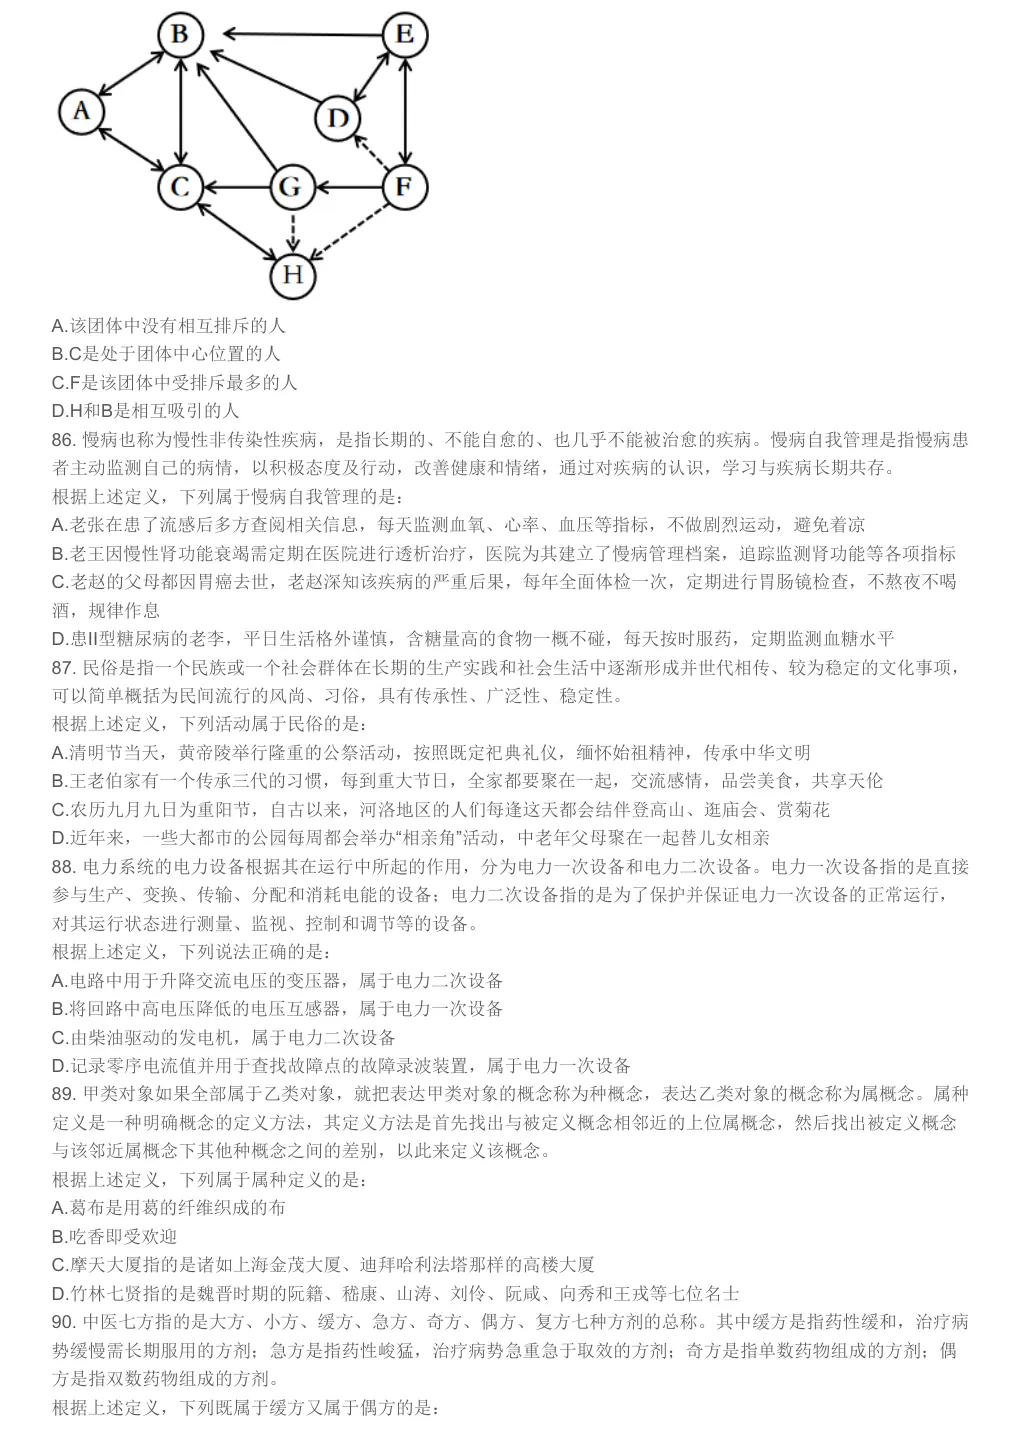 B
E
A
D
C
G
F
H
A.该团体中没有相互排斥的人
B.C是处于团体中心位置的人
C.F是该团体中受排斥最多的人
D.H和B是相互吸引的人
86. 慢病也称为慢性非传染性疾病，是指长期的、不能自愈的、也几乎不能被治愈的疾病。慢病自我管理是指慢病患
者主动监测自己的病情，以积极态度及行动，改善健康和情绪，通过对疾病的认识，学习与疾病长期共存。
根据上述定义，下列属于慢病自我管理的是：
A.老张在患了流感后多方查阅相关信息，每天监测血氧、心率、血压等指标，不做剧烈运动，避免着凉
B.老王因慢性肾功能衰竭需定期在医院进行透析治疗，医院为其建立了慢病管理档案，追踪监测肾功能等各项指标
C.老赵的父母都因胃癌去世，老赵深知该疾病的严重后果，每年全面体检一次，定期进行胃肠镜检查，不熬夜不喝
酒，规律作息
D.患II型糖尿病的老李，平日生活格外谨慎，含糖量高的食物一概不碰，每天按时服药，定期监测血糖水平
87. 民俗是指一个民族或一个社会群体在长期的生产实践和社会生活中逐渐形成并世代相传、较为稳定的文化事项，
可以简单概括为民间流行的风尚、习俗，具有传承性、广泛性、稳定性。
根据上述定义，下列活动属于民俗的是：
A.清明节当天，黄帝陵举行隆重的公祭活动，按照既定祀典礼仪，缅怀始祖精神，传承中华文明
B.王老伯家有一个传承三代的习惯，每到重大节日，全家都要聚在一起，交流感情，品尝美食，共享天伦
C.农历九月九日为重阳节，自古以来，河洛地区的人们每逢这天都会结伴登高山、逛庙会、赏菊花
D.近年来，一些大都市的公园每周都会举办“相亲角”活动，中老年父母聚在一起替儿女相亲
88. 电力系统的电力设备根据其在运行中所起的作用，分为电力一次设备和电力二次设备。电力一次设备指的是直接
参与生产、变换、传输、分配和消耗电能的设备；电力二次设备指的是为了保护并保证电力一次设备的正常运行，
对其运行状态进行测量、监视、控制和调节等的设备。
根据上述定义，下列说法正确的是：
A.电路中用于升降交流电压的变压器，属于电力二次设备
B.将回路中高电压降低的电压互感器，属于电力一次设备
C.由柴油驱动的发电机，属于电力二次设备
D.记录零序电流值并用于查找故障点的故障录波装置，属于电力一次设备
89. 甲类对象如果全部属于乙类对象，就把表达甲类对象的概念称为种概念，表达乙类对象的概念称为属概念。属种
定义是一种明确概念的定义方法，其定义方法是首先找出与被定义概念相邻近的上位属概念，然后找出被定义概念
与该邻近属概念下其他种概念之间的差别，以此来定义该概念。
根据上述定义，下列属于属种定义的是：
A.葛布是用葛的纤维织成的布
B.吃香即受欢迎
C.摩天大厦指的是诸如上海金茂大厦、迪拜哈利法塔那样的高楼大厦
D.竹林七贤指的是魏晋时期的阮籍、嵇康、山涛、刘伶、阮咸、向秀和王戎等七位名士
90. 中医七方指的是大方、小方、缓方、急方、奇方、偶方、复方七种方剂的总称。其中缓方是指药性缓和，治疗病
势缓慢需长期服用的方剂；急方是指药性峻猛，治疗病势急重急于取效的方剂；奇方是指单数药物组成的方剂；偶
方是指双数药物组成的方剂。
根据上述定义，下列既属于缓方又属于偶方的是：